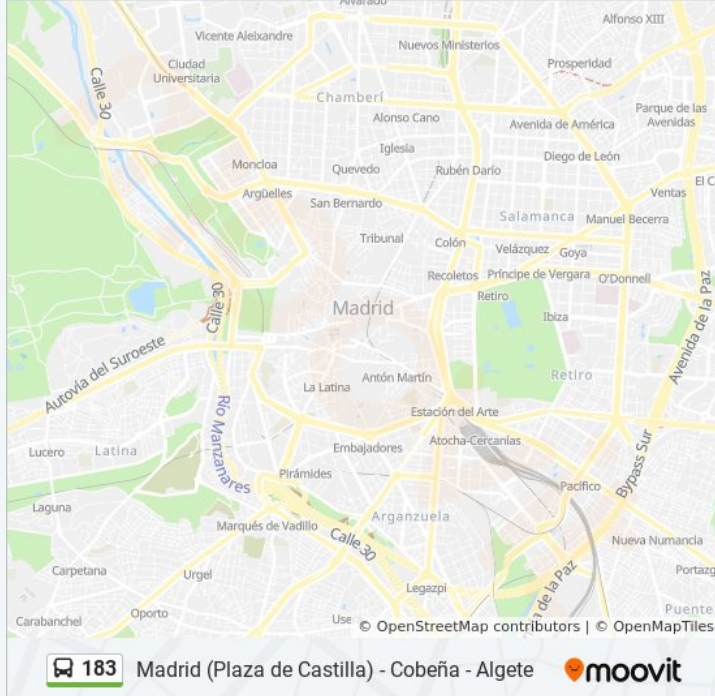 Alvarado
Alfonso XIII
Vicente Aleixandre
Nuevos Ministerios
Ciudad
Universitaria
Prosperidad
Calle 30
Chamberí
Parque de las
Avenidas
Alonso Cano
Avenida de América
Iglesia
Diego de León
Moncloa
Quevedo
Rubén Darío
El C
Argüelles
Ventas
San Bernardo
Salamanca
Manuel Becerra
Tribunal
Colón
Velázquez
Goya
Recoletos
Príncipe de Vergara
O'Donnell
Calle 30
Madrid
Retiro
Ibiza
Avenida de la Paz
Autovía del Suroeste
La Latina
Antón Martín
Retiro
Estación del Arte
Río Manzanares
Atocha-Cercanías
Lucero
Latina
Embajadores
Bypass Sur
Pirámides
Pacífico
Laguna
Marqués de Vadillo
Arganzuela
Calle 30
Nueva Numancia
Carpetana
Urgel
Portazg
Legazpi
a de la Paz
Oporto
Puente
Carabanchel
Use
© OpenStreetMap contributors | © OpenMapTiles
183 Madrid (Plaza de Castilla) - Cobeña - Algete moovit